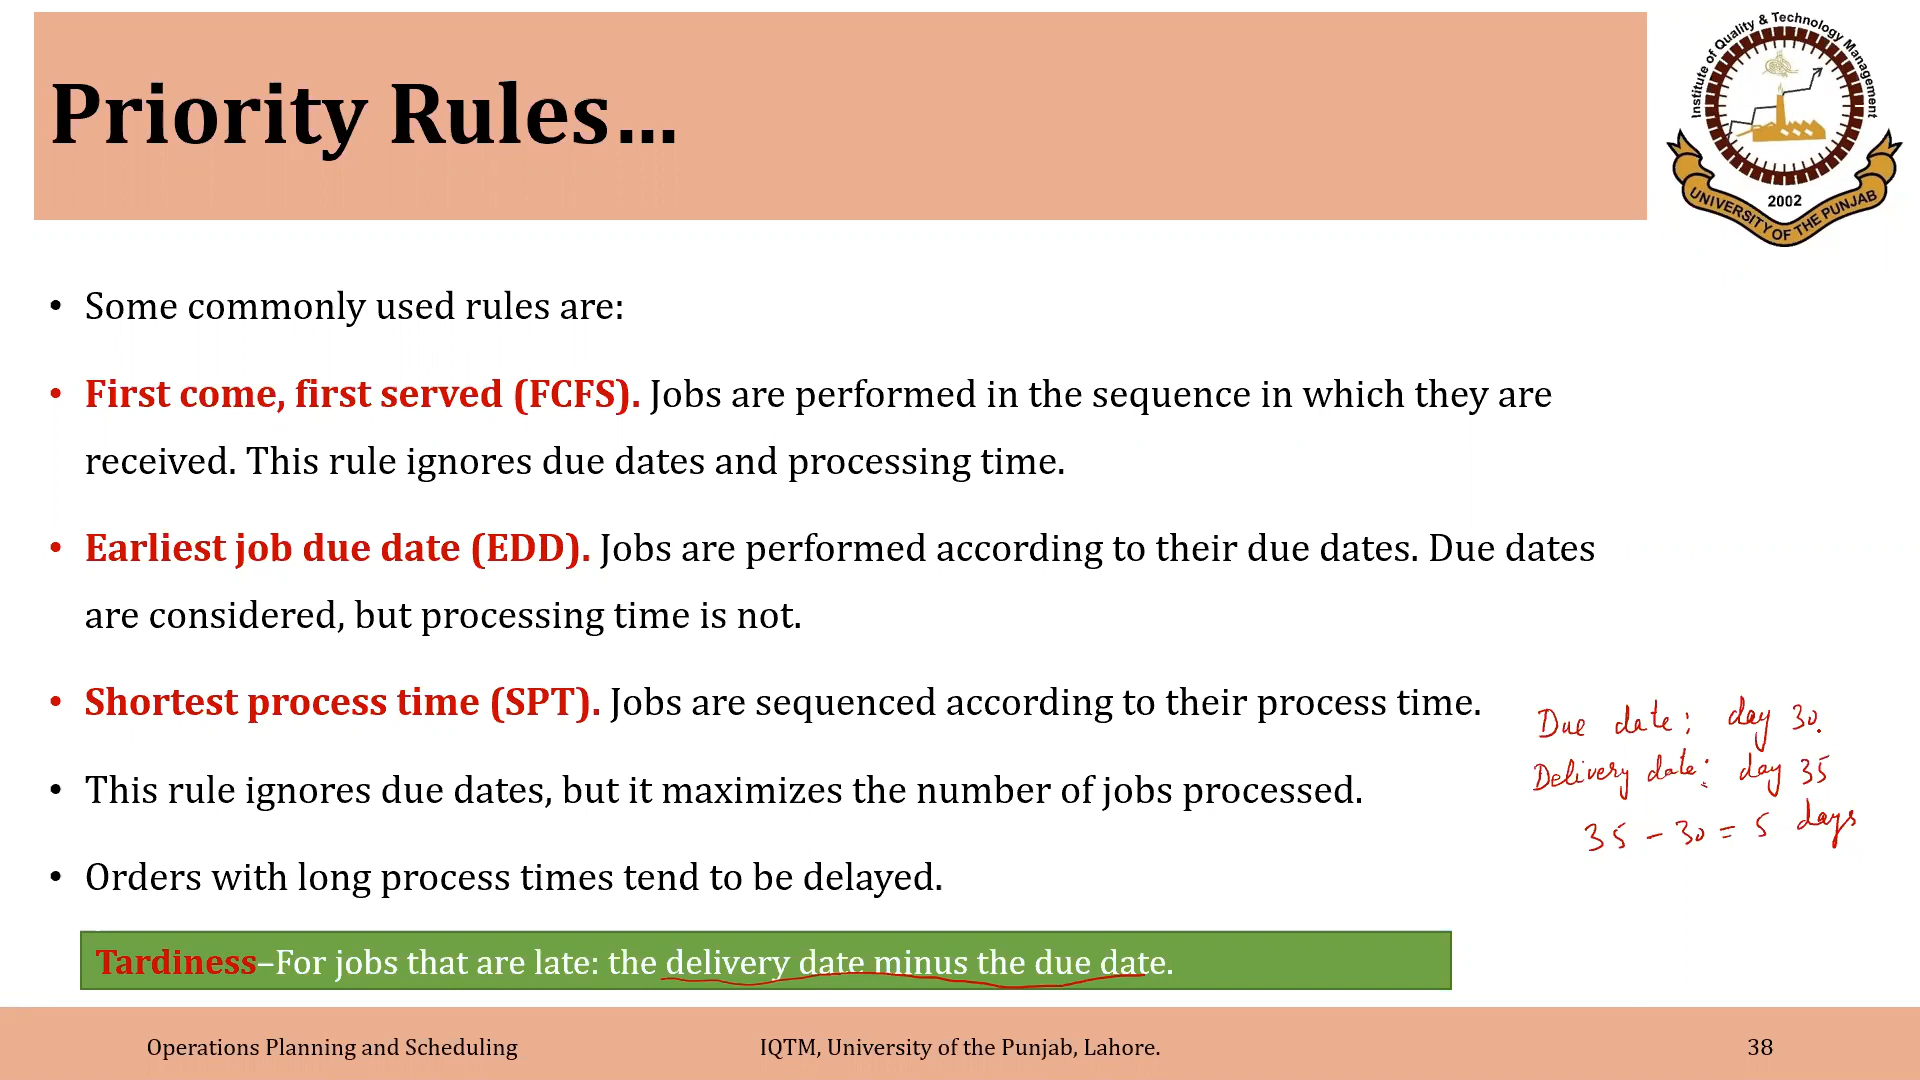 Priority Rules...
Institute of Quality & Technology Management
2002
UNIVERSITY OF THE PUNJAB
• Some commonly used rules are:
• First come, first served (FCFS). Jobs are performed in the sequence in which they are
received. This rule ignores due dates and processing time.
• Earliest job due date (EDD). Jobs are performed according to their due dates. Due dates
are considered, but processing time is not.
• Shortest process time (SPT). Jobs are sequenced according to their process time.
• This rule ignores due dates, but it maximizes the number of jobs processed.
• Orders with long process times tend to be delayed.
Due date: day 30.
Delivery date: day 35
35 - 30 = 5 days
Tardiness–For jobs that are late: the delivery date minus the due date.
Operations Planning and Scheduling
IQTM, University of the Punjab, Lahore.
38